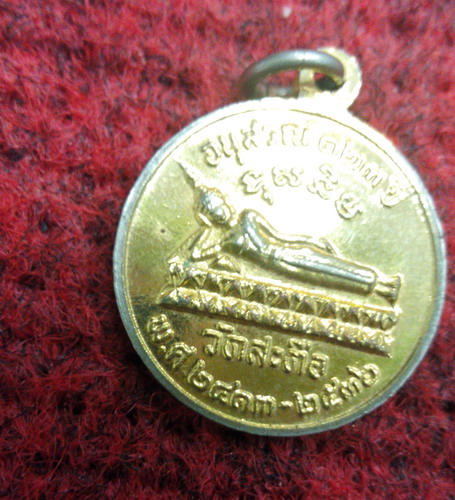 อนุสรณ์ ๑๒๓ ปี
วัดสะตือ
พ.ศ ๒๔๑๓-๒๕๓๖